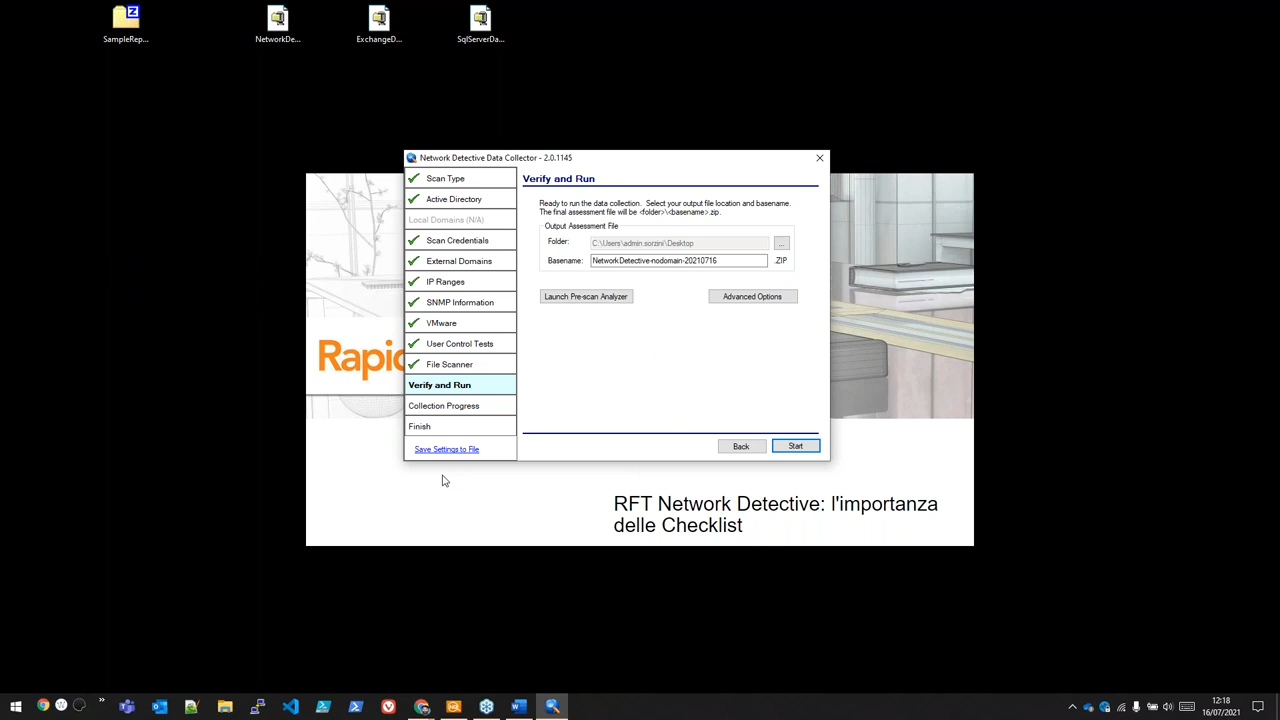 SampleRep...
NetworkDe...
ExchangeD...
SqlServerDa...
Network Detective Data Collector - 2.0.1145
Scan Type
Active Directory
Local Domains (N/A)
Scan Credentials
External Domains
IP Ranges
SNMP Information
VMware
User Control Tests
File Scanner
Verify and Run
Collection Progress
Finish
Save Settings to File
Verify and Run
Ready to run the data collection. Select your output file location and basename.
The final assessment file will be <folder>\<basename>.zip.
Output Assessment File
Folder: C:\Users\admin.sorzini\Desktop ...
Basename: NetworkDetective-nodomain-20210716 .ZIP
Launch Pre-scan Analyzer
Advanced Options
Back
Start
Rapid
RFT Network Detective: l'importanza
delle Checklist
12:18
16/07/2021